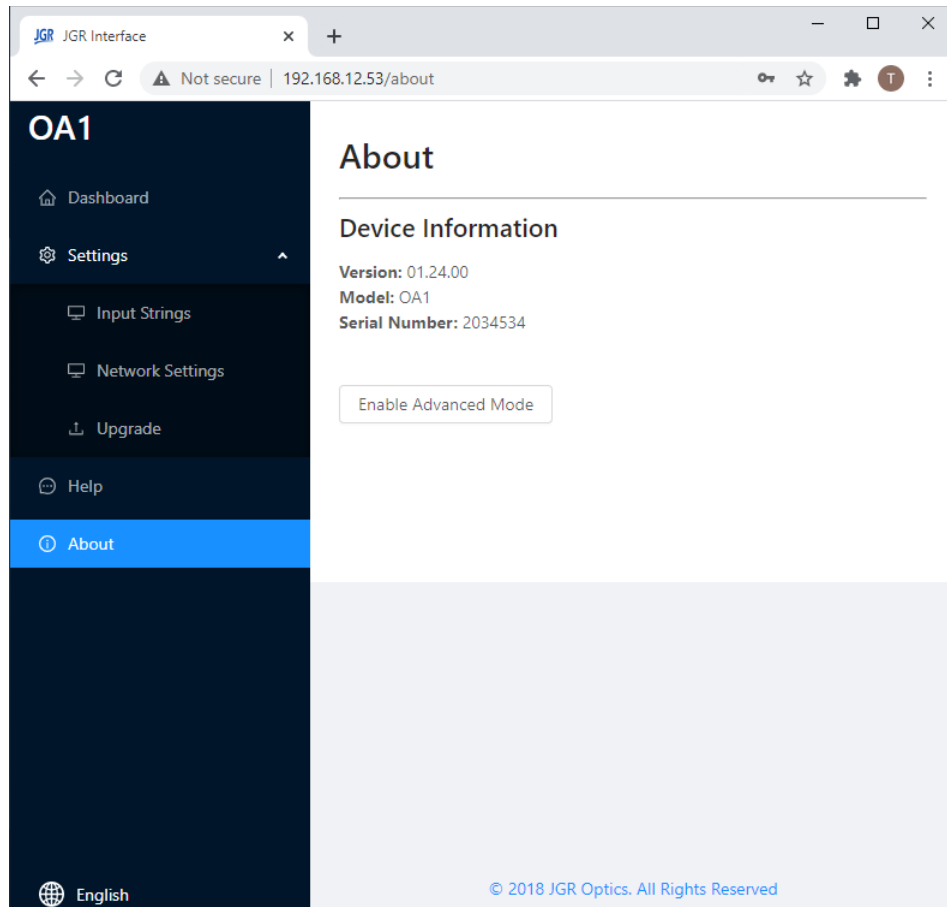 JGR JGR Interface
Not secure | 192.168.12.53/about
T
OA1
Dashboard
Settings
Input Strings
Network Settings
Upgrade
Help
About
About
Device Information
Version: 01.24.00
Model: OA1
Serial Number: 2034534
Enable Advanced Mode
English
© 2018 JGR Optics. All Rights Reserved